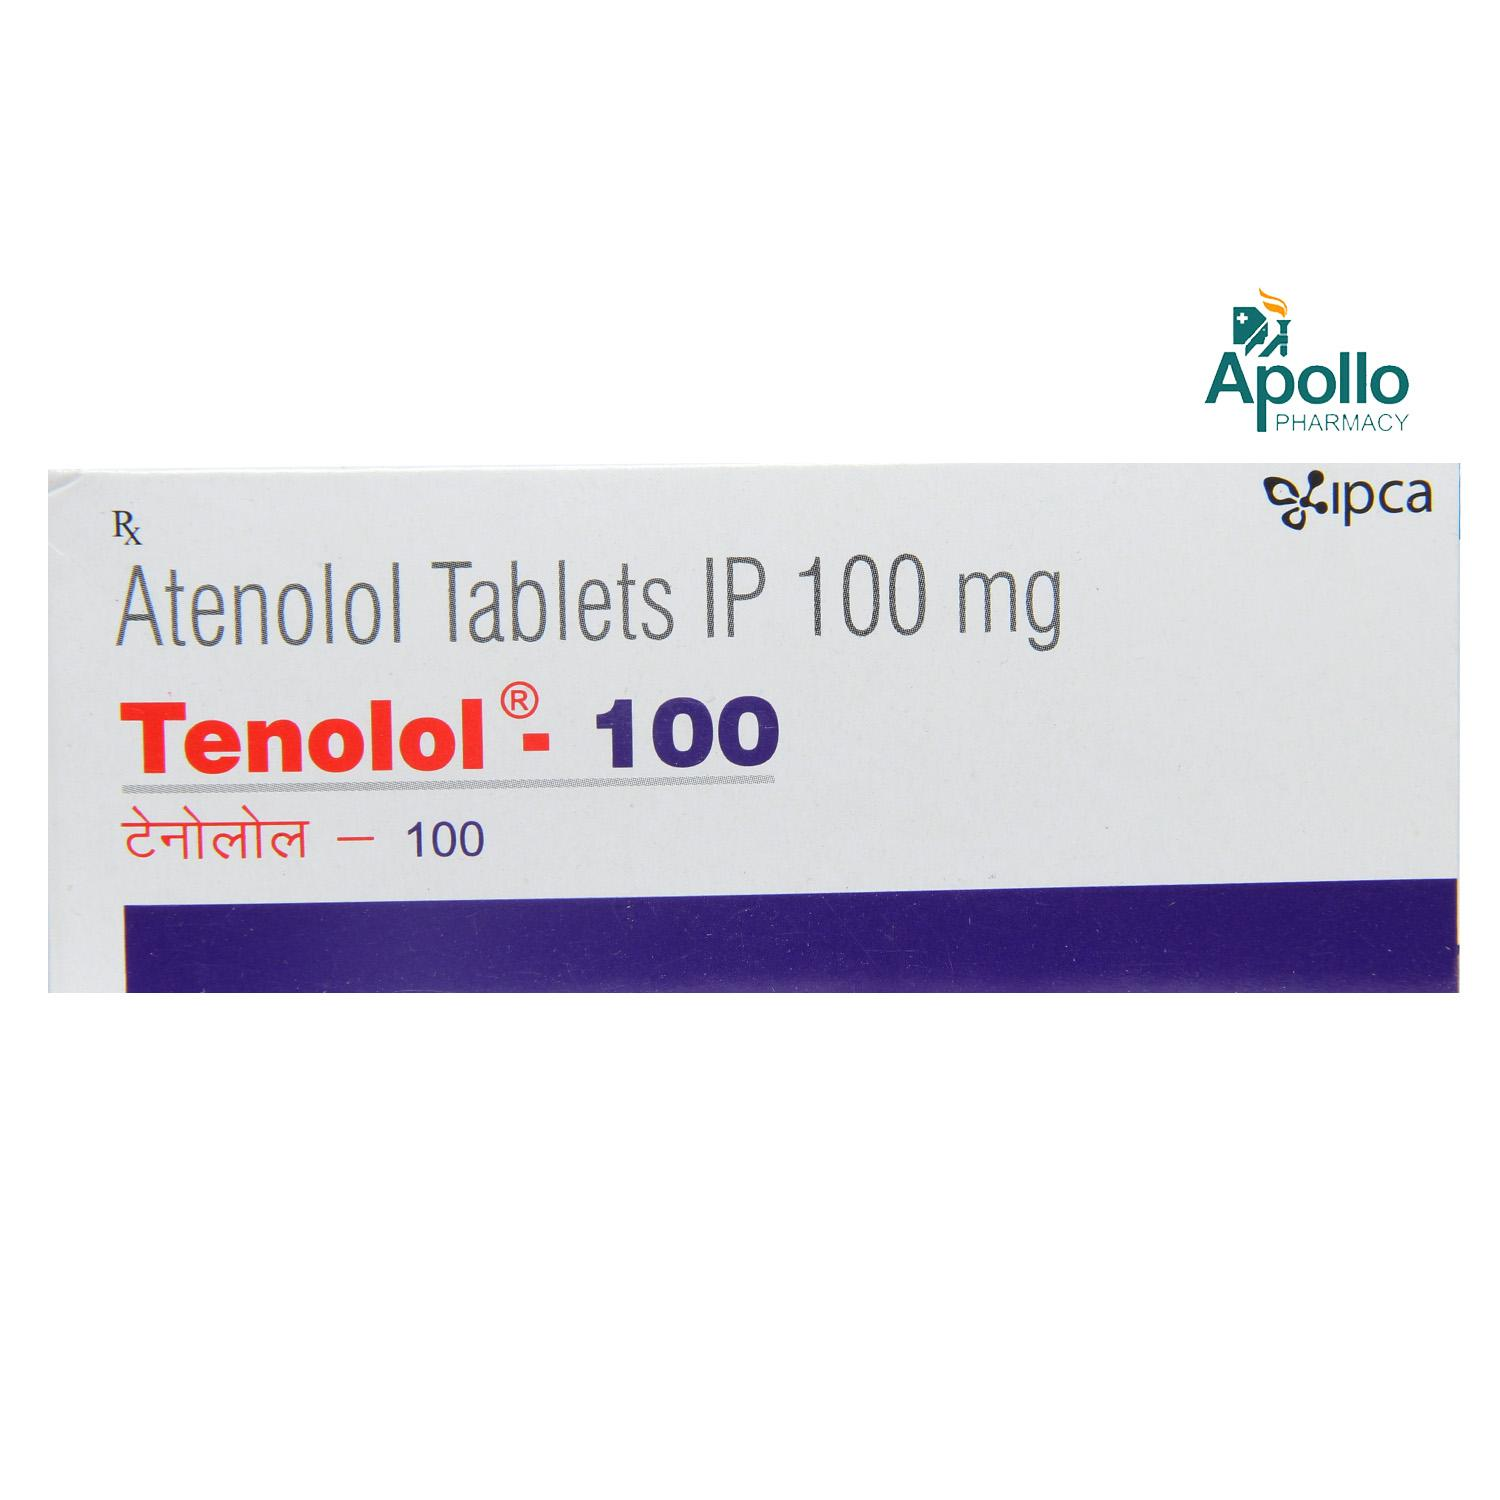 Apollo
PHARMACY
ipca
Rx
Atenolol Tablets IP 100 mg
Tenolol®- 100
टेनोलोल – 100